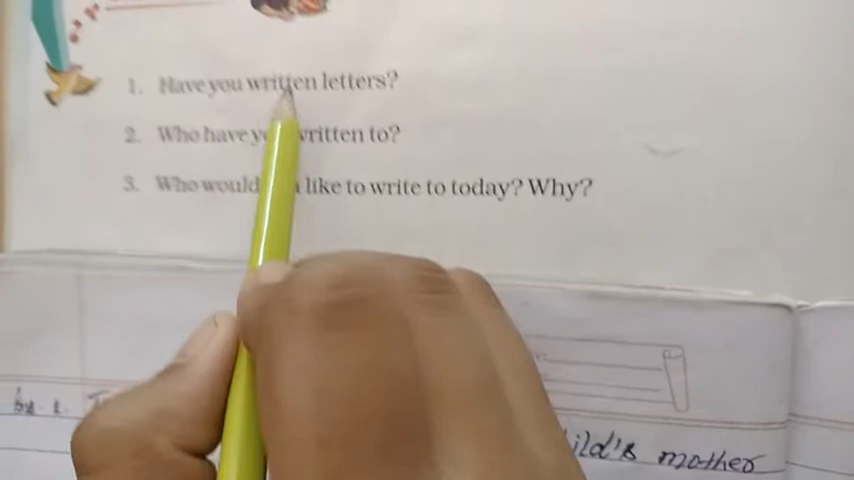 1. Have you written letters?
2. Who have written to?
3. Who would like to write to today? Why?
mother